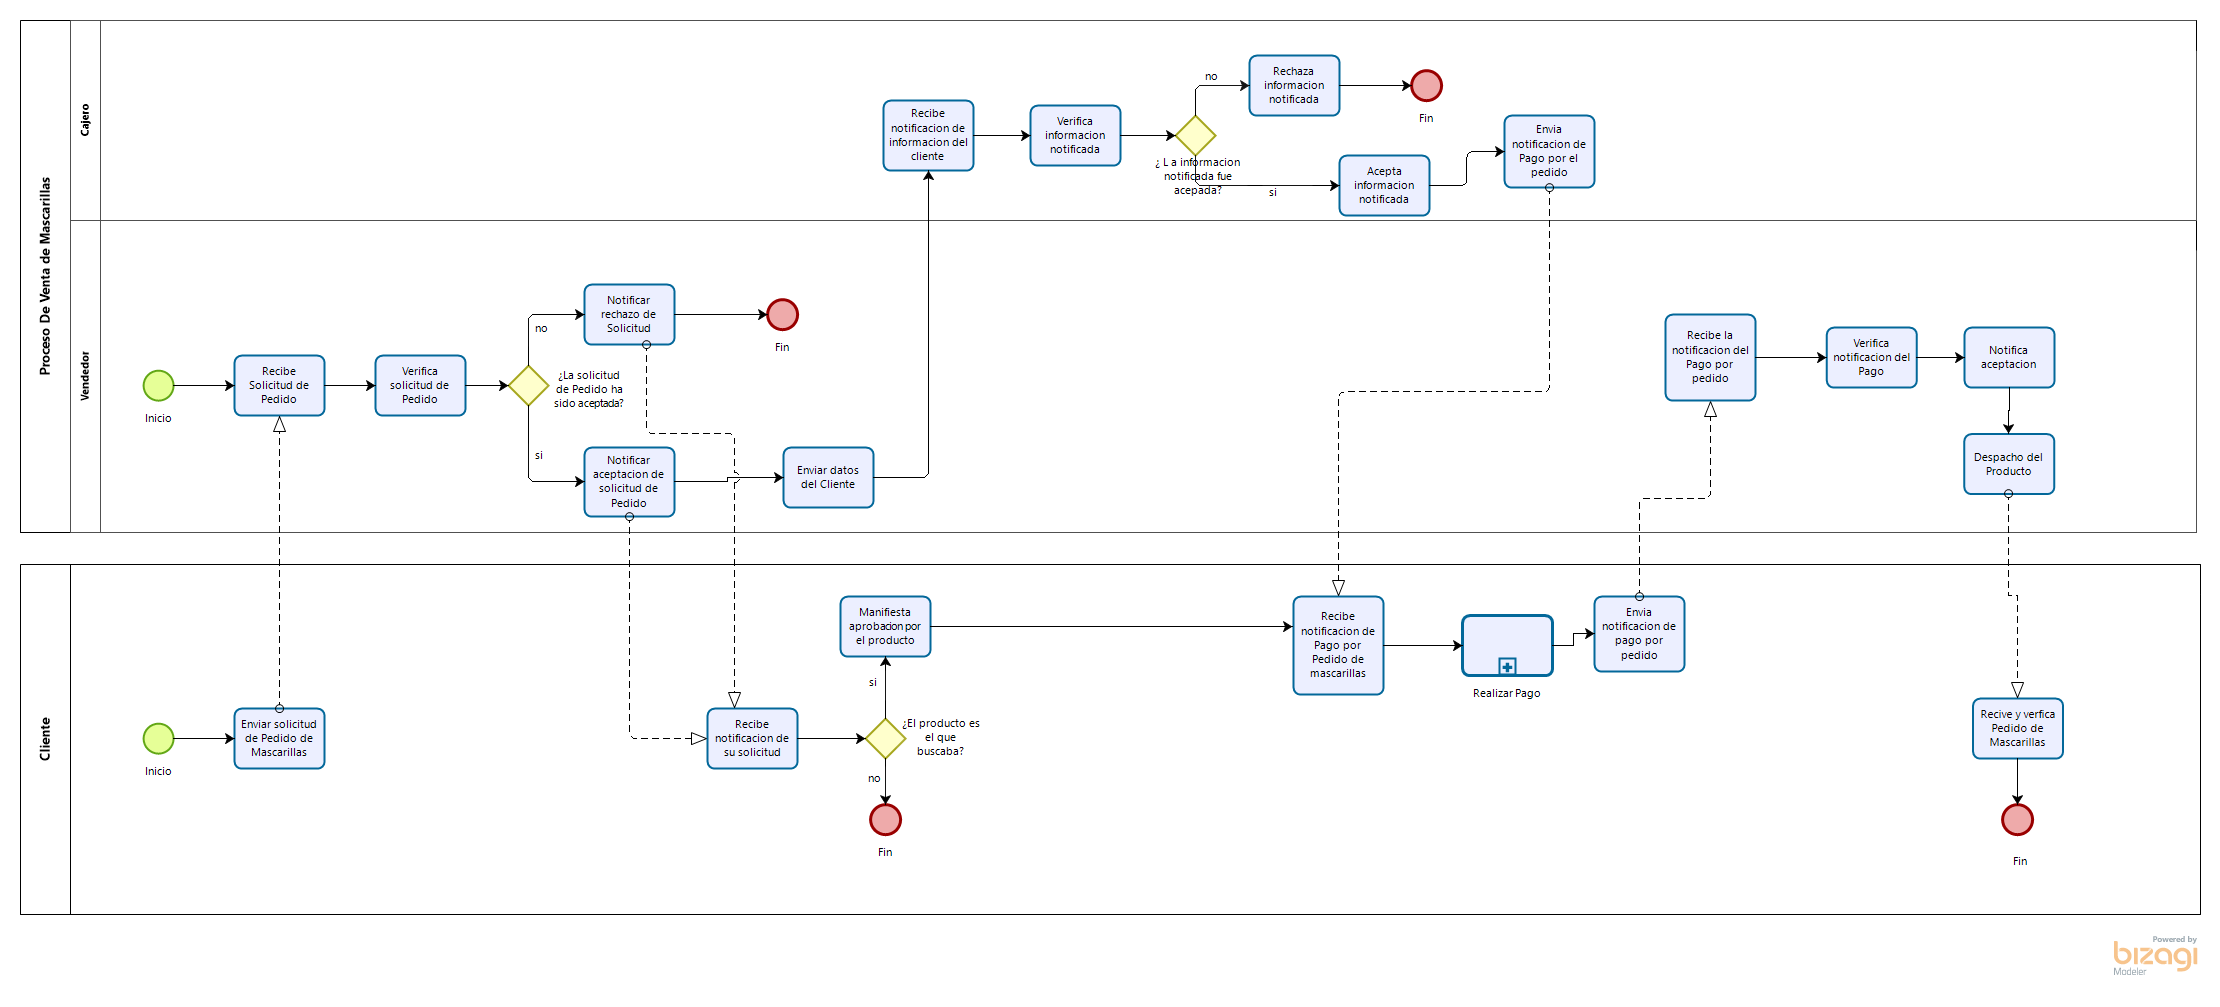 Proceso De Venta de Mascarillas
Cajero
Recibe
notificacion de
informacion del
cliente
Verifica
informacion
notificada
¿ L a informacion
notificada fue
acepada?
no
si
Rechaza
informacion
notificada
Fin
Acepta
informacion
notificada
Envia
notificacion de
Pago por el
pedido
Vendedor
Inicio
Recibe
Solicitud de
Pedido
Verifica
solicitud de
Pedido
¿La solicitud
de Pedido ha
sido aceptada?
no
si
Notificar
rechazo de
Solicitud
Fin
Notificar
aceptacion de
solicitud de
Pedido
Enviar datos
del Cliente
Recibe la
notificacion del
Pago por
pedido
Verifica
notificacion del
Pago
Notifica
aceptacion
Despacho del
Producto
Cliente
Inicio
Enviar solicitud
de Pedido de
Mascarillas
Recibe
notificacion de
su solicitud
¿El producto es
el que
buscaba?
si
no
Manifiesta
aprobacion por
el producto
Fin
Recibe
notificacion de
Pago por
Pedido de
mascarillas
Realizar Pago
Envia
notificacion de
pago por
pedido
Recive y verfica
Pedido de
Mascarillas
Fin
Powered by
bizagi
Modeler